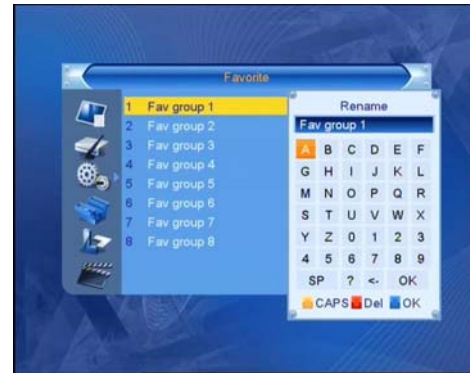 Favorite
1 Fav group 1
2 Fav group 2
3 Fav group 3
4 Fav group 4
5 Fav group 5
6 Fav group 6
7 Fav group 7
8 Fav group 8
Rename
Fav group 1
A B C D E F
G H I J K L
M N O P Q R
S T U V W X
Y Z 0 1 2 3
4 5 6 7 8 9
SP ? <- OK
CAPS Del OK